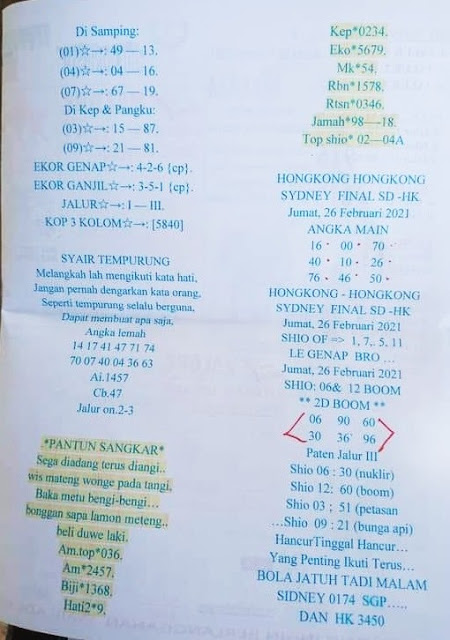 Di Samping:
(01)☆→: 49 — 13.
(04)☆→: 04 — 16.
(07)☆→: 67 — 19.
Di Kep & Pangku:
(03)☆→: 15 — 87.
(09)☆→: 21 — 81.
EKOR GENAP☆→: 4-2-6 {cp}.
EKOR GANJIL☆→: 3-5-1 {cp}.
JALUR☆→: I — III.
KOP 3 KOLOM☆→: [5840]
SYAIR TEMPURUNG
Melangkah lah mengikuti kata hati,
Jangan pernah dengarkan kata orang,
Seperti tempurung selalu berguna,
Dapat membuat apa saja,
Angka lemah
14 17 41 47 71 74
70 07 40 04 36 63
Ai.1457
Cb.47
Jalur on.2-3
*PANTUN SANGKAR*
Sega diadang terus diangi..
wis mateng wonge pada tangi,
Baka metu bengi-bengi...
bonggan sapa lamon meteng..
beli duwe laki.
Am.top*036.
Am*2457.
Biji*1368.
Hati2*9.
Kep*0234.
Eko*5679.
Mk*54.
Rbn*1578.
Rtsn*0346.
Jamah*98—-18.
Top shio* 02—04A
HONGKONG HONGKONG
SYDNEY FINAL SD -HK
Jumat, 26 Februari 2021
ANGKA MAIN
16 00 70
40 10 26
76 46 50
HONGKONG - HONGKONG
SYDNEY FINAL SD -HK
Jumat, 26 Februari 2021
SHIO OF => 1, 7,. 5, 11
LE GENAP BRO ...
Jumat, 26 Februari 2021
SHIO: 06& 12 BOOM
** 2D BOOM **
06 90 60
30 36 96
Paten Jalur III
Shio 06 : 30 (nuklir)
Shio 12: 60 (boom)
Shio 03 ; 51 (petasan
...Shio 09 : 21 (bunga api)
HancurTinggal Hancur...
Yang Penting Ikuti Terus...
BOLA JATUH TADI MALAM
SIDNEY 0174 SGP.....
DAN HK 3450